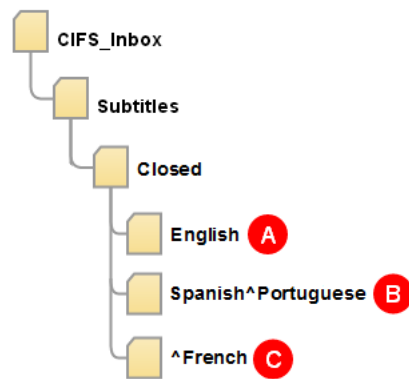 CIFS_Inbox
Subtitles
Closed
English A
Spanish^Portuguese B
^French C